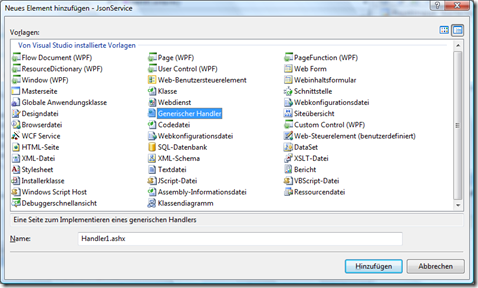 Neues Element hinzufügen - JsonService
Vorlagen:
Von Visual Studio installierte Vorlagen
Flow Document (WPF) Page (WPF) PageFunction (WPF)
ResourceDictionary (WPF) User Control (WPF) Web Form
Window (WPF) Web-Benutzersteuerelement Webinhaltsformular
Masterseite Klasse Schnittstelle
Globale Anwendungsklasse Webdienst Webkonfigurationsdatei
Designdatei Generischer Handler Siteübersicht
Browserdatei Codedatei Custom Control (WPF)
WCF Service Webkonfigurationsdatei Web-Steuerelement (benutzerdefiniert)
HTML-Seite SQL-Datenbank DataSet
XML-Datei XML-Schema XSLT-Datei
Stylesheet Textdatei Bericht
Installerklasse JScript-Datei VBScript-Datei
Windows Script Host Assembly-Informationsdatei Ressourcendatei
Debuggerschnellansicht Klassendiagramm
Eine Seite zum Implementieren eines generischen Handlers
Name: Handler1.ashx
Hinzufügen Abbrechen